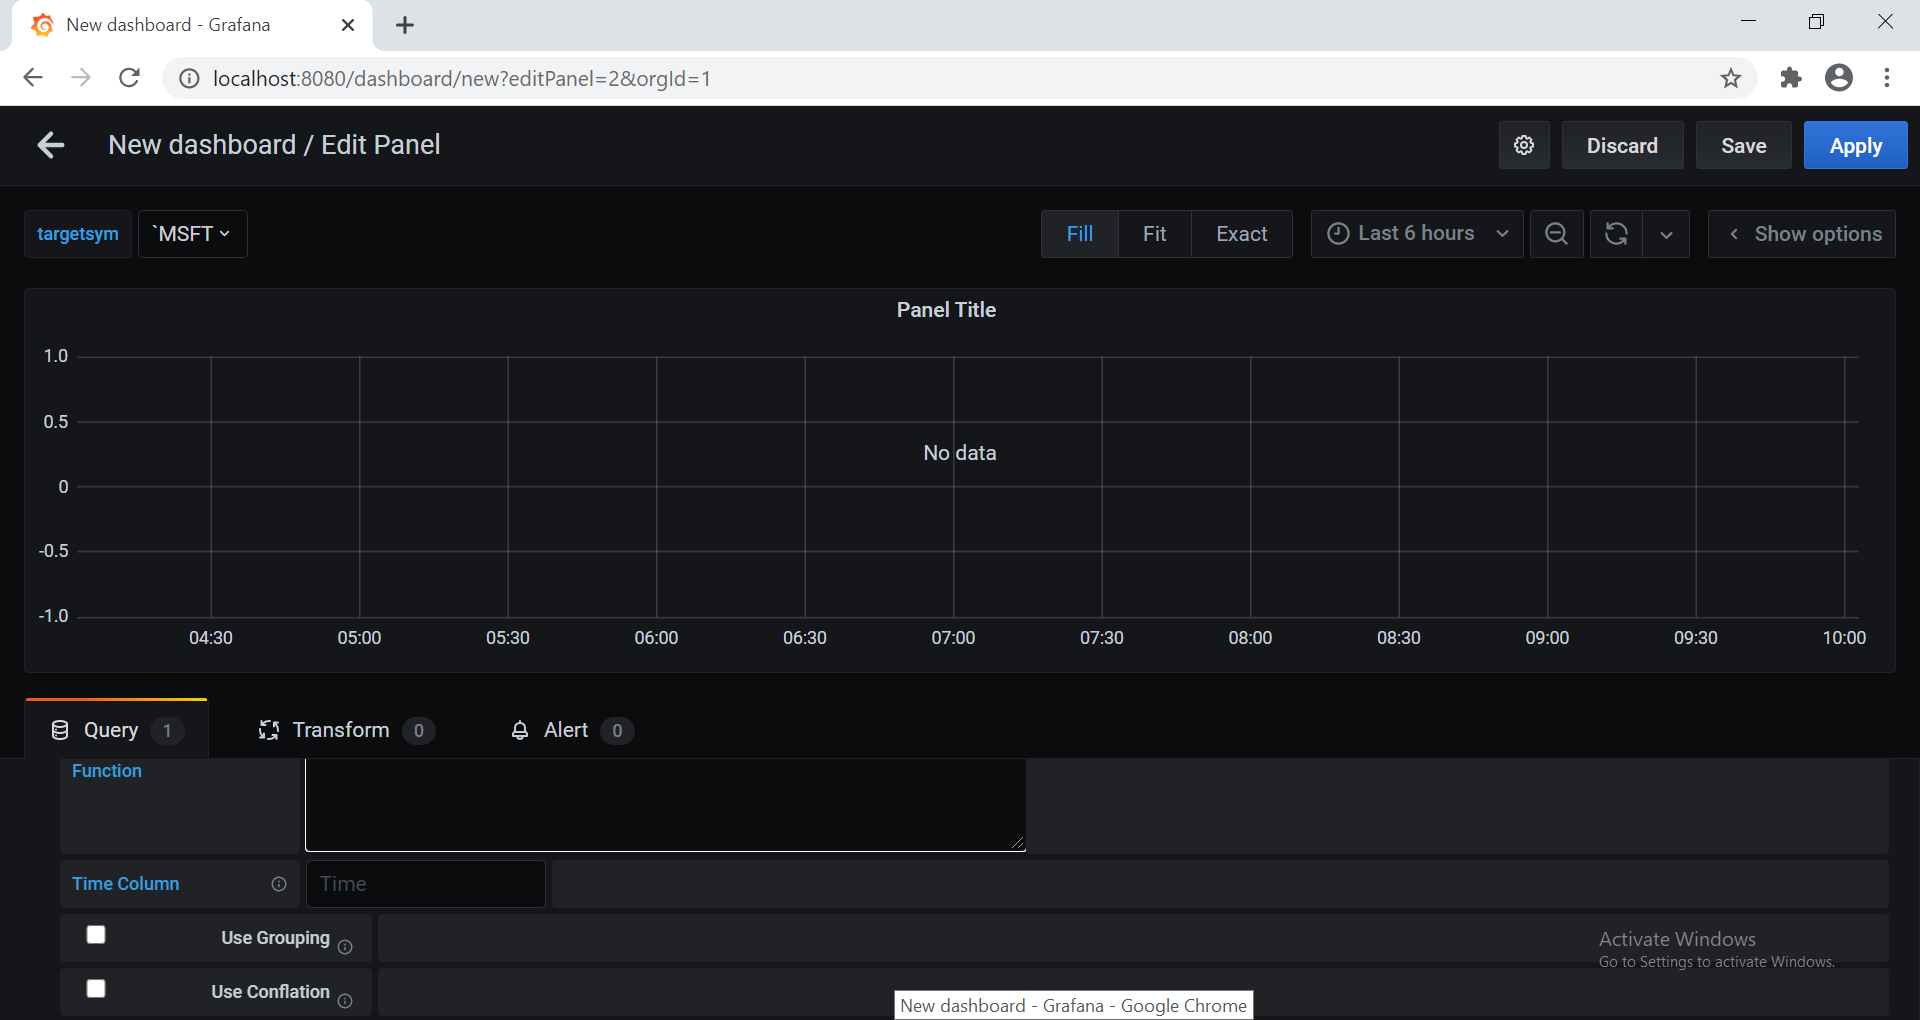 New dashboard - Grafana
localhost:8080/dashboard/new?editPanel=2&orgId=1
New dashboard / Edit Panel
Discard
Save
Apply
targetsym
`MSFT
Fill
Fit
Exact
Last 6 hours
Show options
Panel Title
1.0
0.5
No data
0
-0.5
-1.0
04:30 05:00 05:30 06:00 06:30 07:00 07:30 08:00 08:30 09:00 09:30 10:00
Query 1
Transform 0
Alert 0
Function
Time Column
Time
Use Grouping
Activate Windows
Go to Settings to activate Windows.
Use Conflation
New dashboard - Grafana - Google Chrome